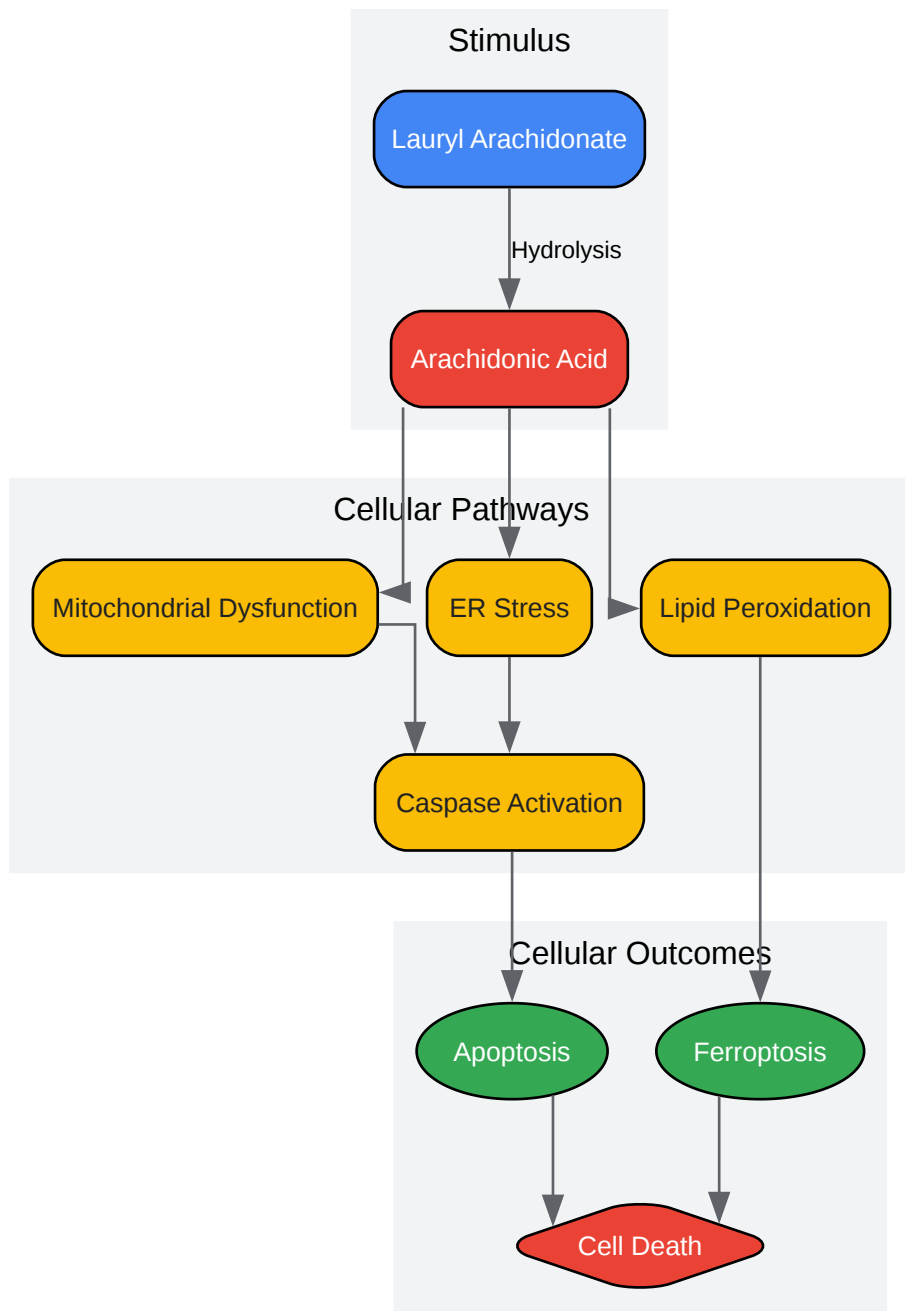 Stimulus
Lauryl Arachidonate
Hydrolysis
Arachidonic Acid
Cellular Pathways
Mitochondrial Dysfunction
ER Stress
Lipid Peroxidation
Caspase Activation
Cellular Outcomes
Apoptosis
Ferroptosis
Cell Death